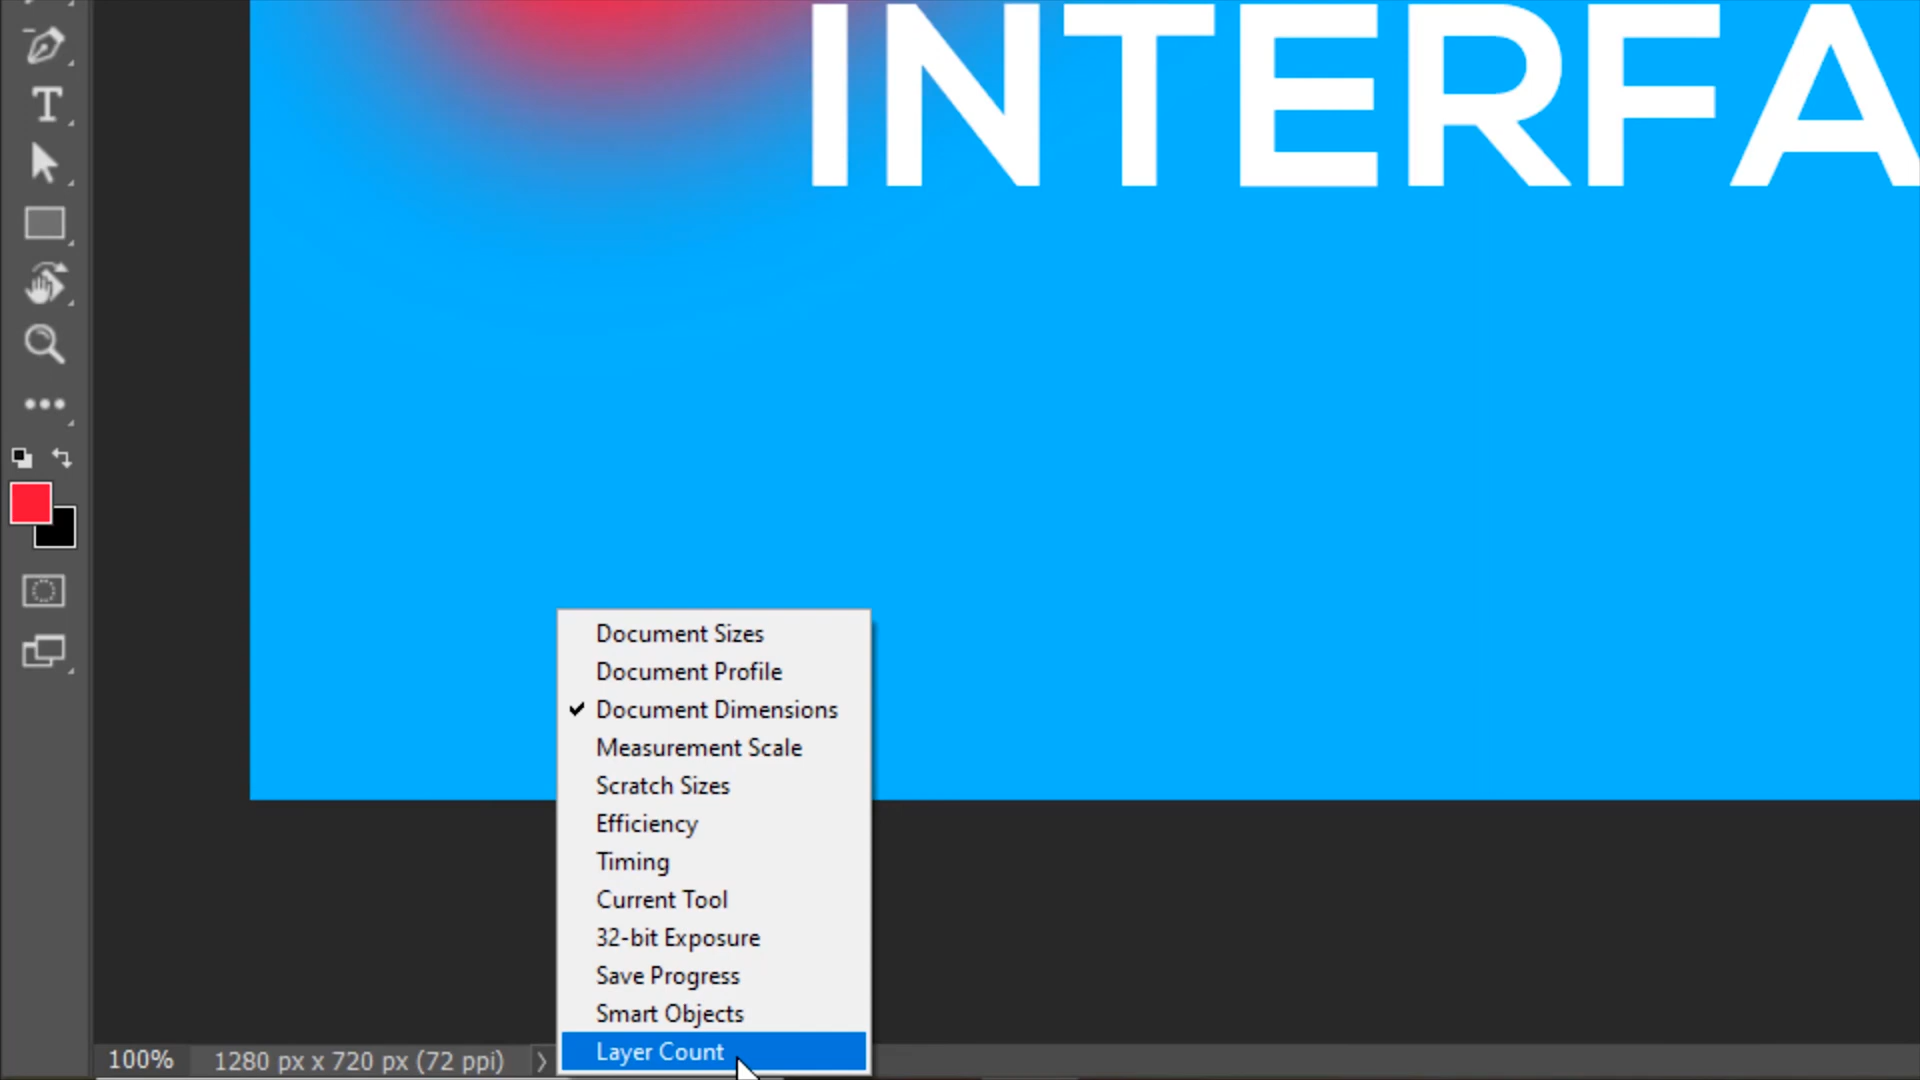 INTERFA
T
Document Sizes
Document Profile
Document Dimensions
Measurement Scale
Scratch Sizes
Efficiency
Timing
Current Tool
32-bit Exposure
Save Progress
Smart Objects
Layer Count
100% 1280 px x 720 px (72 ppi)